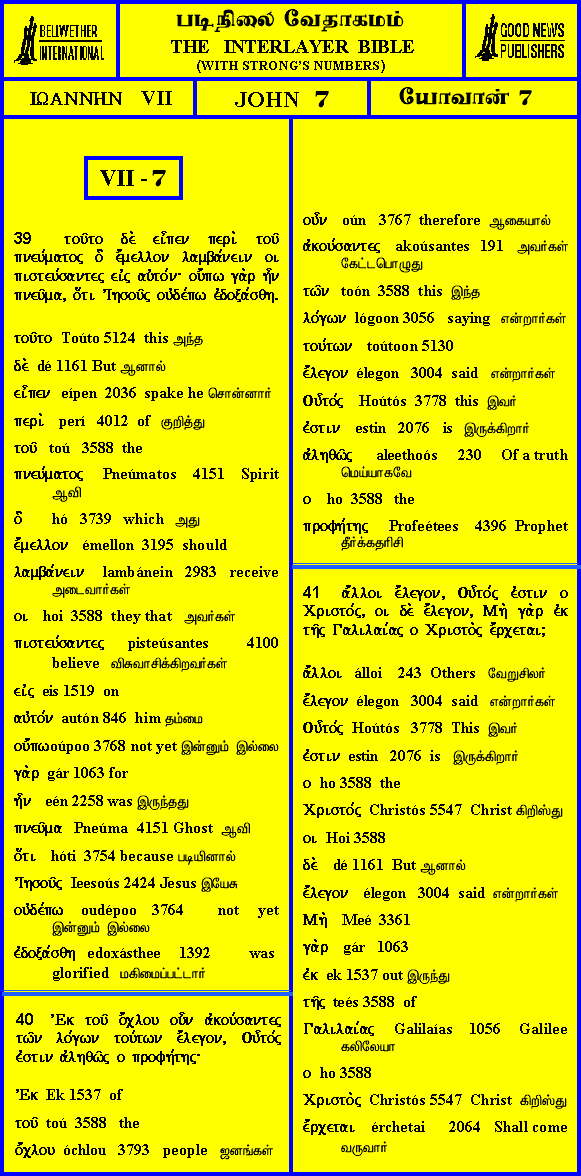 BELIWETHER
INTERNATIONAL
படிநிலை வேதாகமம்
THE INTERLAYER BIBLE
(WITH STRONG'S NUMBERS)
GOOD NEWS
PUBLISHERS
ΙΩΑΝΝΗΝ VII
JOHN 7
யோவான் 7
VII - 7
39 τοῦτο δὲ εἶπεν περὶ τοῦ
πνεύματος ὃ ἔμελλον λαμβάνειν οι
πιστεύσαντες εἰς αὐτόν· οὔπω γὰρ ἦν
πνεῦμα, ὅτι Ἰησοῦς οὐδέπω ἐδοξάσθη.
τοῦτο Toúto 5124 this அந்த
δὲ dé 1161 But ஆனால்
εἶπεν eípen 2036 spake he சொன்னார்
περὶ perí 4012 of குறித்து
τοῦ toú 3588 the
πνεύματος Pneúmatos 4151 Spirit
ஆவி
ὃ hó 3739 which அது
ἔμελλον émellon 3195 should
λαμβάνειν lambánein 2983 receive
அடைவார்கள்
οι hoi 3588 they that அவர்கள்
πιστεύσαντες pisteúsantes 4100
believe விசுவாசிக்கிறவர்கள்
εἰς eis 1519 on
αὐτόν autón 846 him தம்மை
οὔπω oúpoo 3768 not yet இன்னும் இல்லை
γὰρ gár 1063 for
ἦν eén 2258 was இருந்தது
πνεῦμα Pneúma 4151 Ghost ஆவி
ὅτι hóti 3754 because படியினால்
Ἰησοῦς Ieesoús 2424 Jesus இயேசு
οὐδέπω oudépoo 3764 not yet
இன்னும் இல்லை
ἐδοξάσθη edoxásthee 1392 was
glorified மகிமைப்பட்டார்
40 Ἐκ τοῦ ὄχλου οὖν ἀκούσαντες
τῶν λόγων τούτων ἔλεγον, Οὗτός
ἐστιν ἀληθῶς ο προφήτης·
Ἐκ Ek 1537 of
τοῦ toú 3588 the
ὄχλου óchlou 3793 people ஜனங்கள்
οὖν oún 3767 therefore ஆகையால்
ἀκούσαντες akoúsantes 191 அவர்கள்
கேட்டபொழுது
τῶν toón 3588 this இந்த
λόγων lógoon 3056 saying என்றார்கள்
τούτων toútoon 5130
ἔλεγον élegon 3004 said என்றார்கள்
Οὗτός Hoútós 3778 this இவர்
ἐστιν estin 2076 is இருக்கிறார்
ἀληθῶς aleethoós 230 Of a truth
மெய்யாகவே
ο ho 3588 the
προφήτης Profeétees 4396 Prophet
தீர்க்கதரிசி
41 ἄλλοι ἔλεγον, Οὗτός ἐστιν ο
Χριστός, οι δὲ ἔλεγον, Μὴ γὰρ ἐκ
τῆς Γαλιλαίας ο Χριστὸς ἔρχεται;
ἄλλοι álloi 243 Others வேறுசிலர்
ἔλεγον élegon 3004 said என்றார்கள்
Οὗτός Hoútós 3778 This இவர்
ἐστιν estin 2076 is இருக்கிறார்
ο ho 3588 the
Χριστός Christós 5547 Christ கிறிஸ்து
οι Hoi 3588
δὲ dé 1161 But ஆனால்
ἔλεγον élegon 3004 said என்றார்கள்
Μὴ Meé 3361
γὰρ gár 1063
ἐκ ek 1537 out இருந்து
τῆς teés 3588 of
Γαλιλαίας Galilaías 1056 Galilee
கலிலேயா
ο ho 3588
Χριστὸς Christós 5547 Christ கிறிஸ்து
ἔρχεται érchetai 2064 Shall come
வருவார்